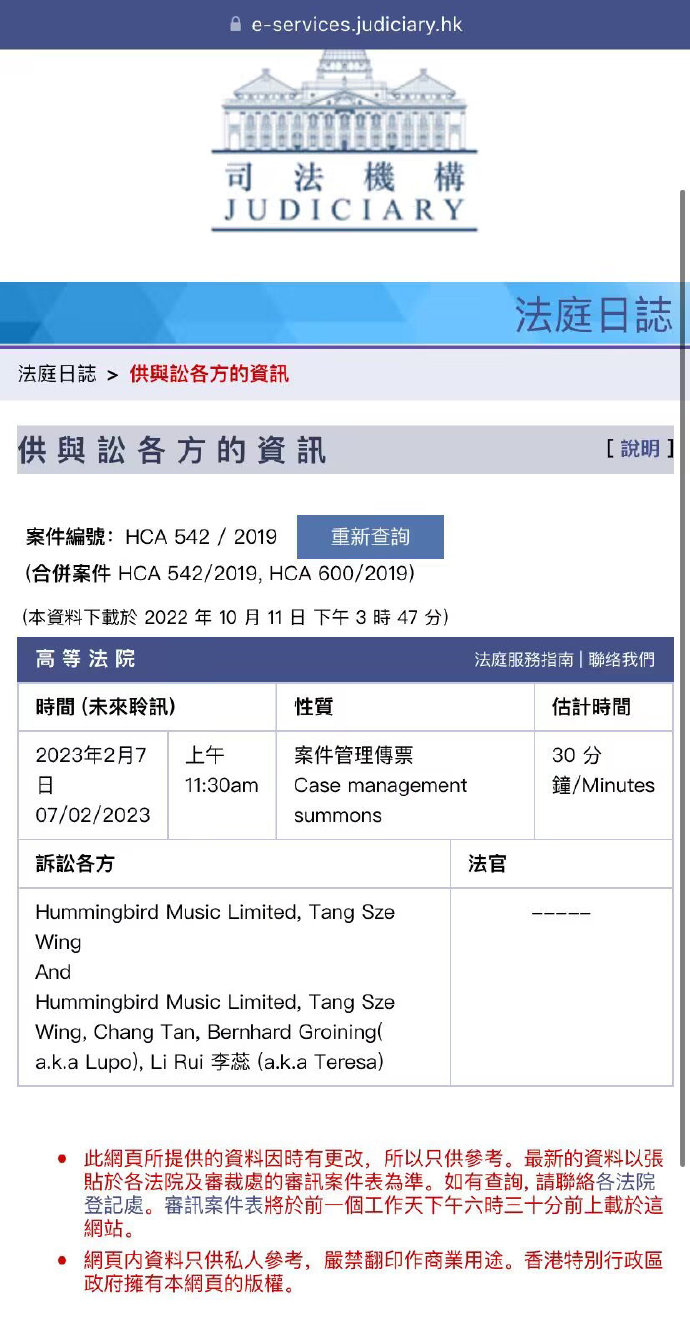 e-services.judiciary.hk
司法機構
JUDICIARY
法庭日誌
法庭日誌 > 供與訟各方的資訊
供與訟各方的資訊 [ 說明 ]
案件編號: HCA 542 / 2019 重新查詢
(合併案件 HCA 542/2019, HCA 600/2019)
(本資料下載於 2022 年 10 月 11 日 下午 3 時 47 分)
高等法院 法庭服務指南 | 聯絡我們
時間 (未來聆訊) 性質 估計時間
2023年2月7 上午 案件管理傳票 30 分
日 11:30am Case management 鐘/Minutes
07/02/2023 summons
訴訟各方 法官
Hummingbird Music Limited, Tang Sze -----
Wing
And
Hummingbird Music Limited, Tang Sze
Wing, Chang Tan, Bernhard Groining(
a.k.a Lupo), Li Rui 李蕊 (a.k.a Teresa)
• 此網頁所提供的資料因時有更改，所以只供參考。最新的資料以張
貼於各法院及審裁處的審訊案件表為準。如有查詢, 請聯絡各法院
登記處。審訊案件表將於前一個工作天下午六時三十分前上載於這
網站。
• 網頁內資料只供私人參考，嚴禁翻印作商業用途。香港特別行政區
政府擁有本網頁的版權。